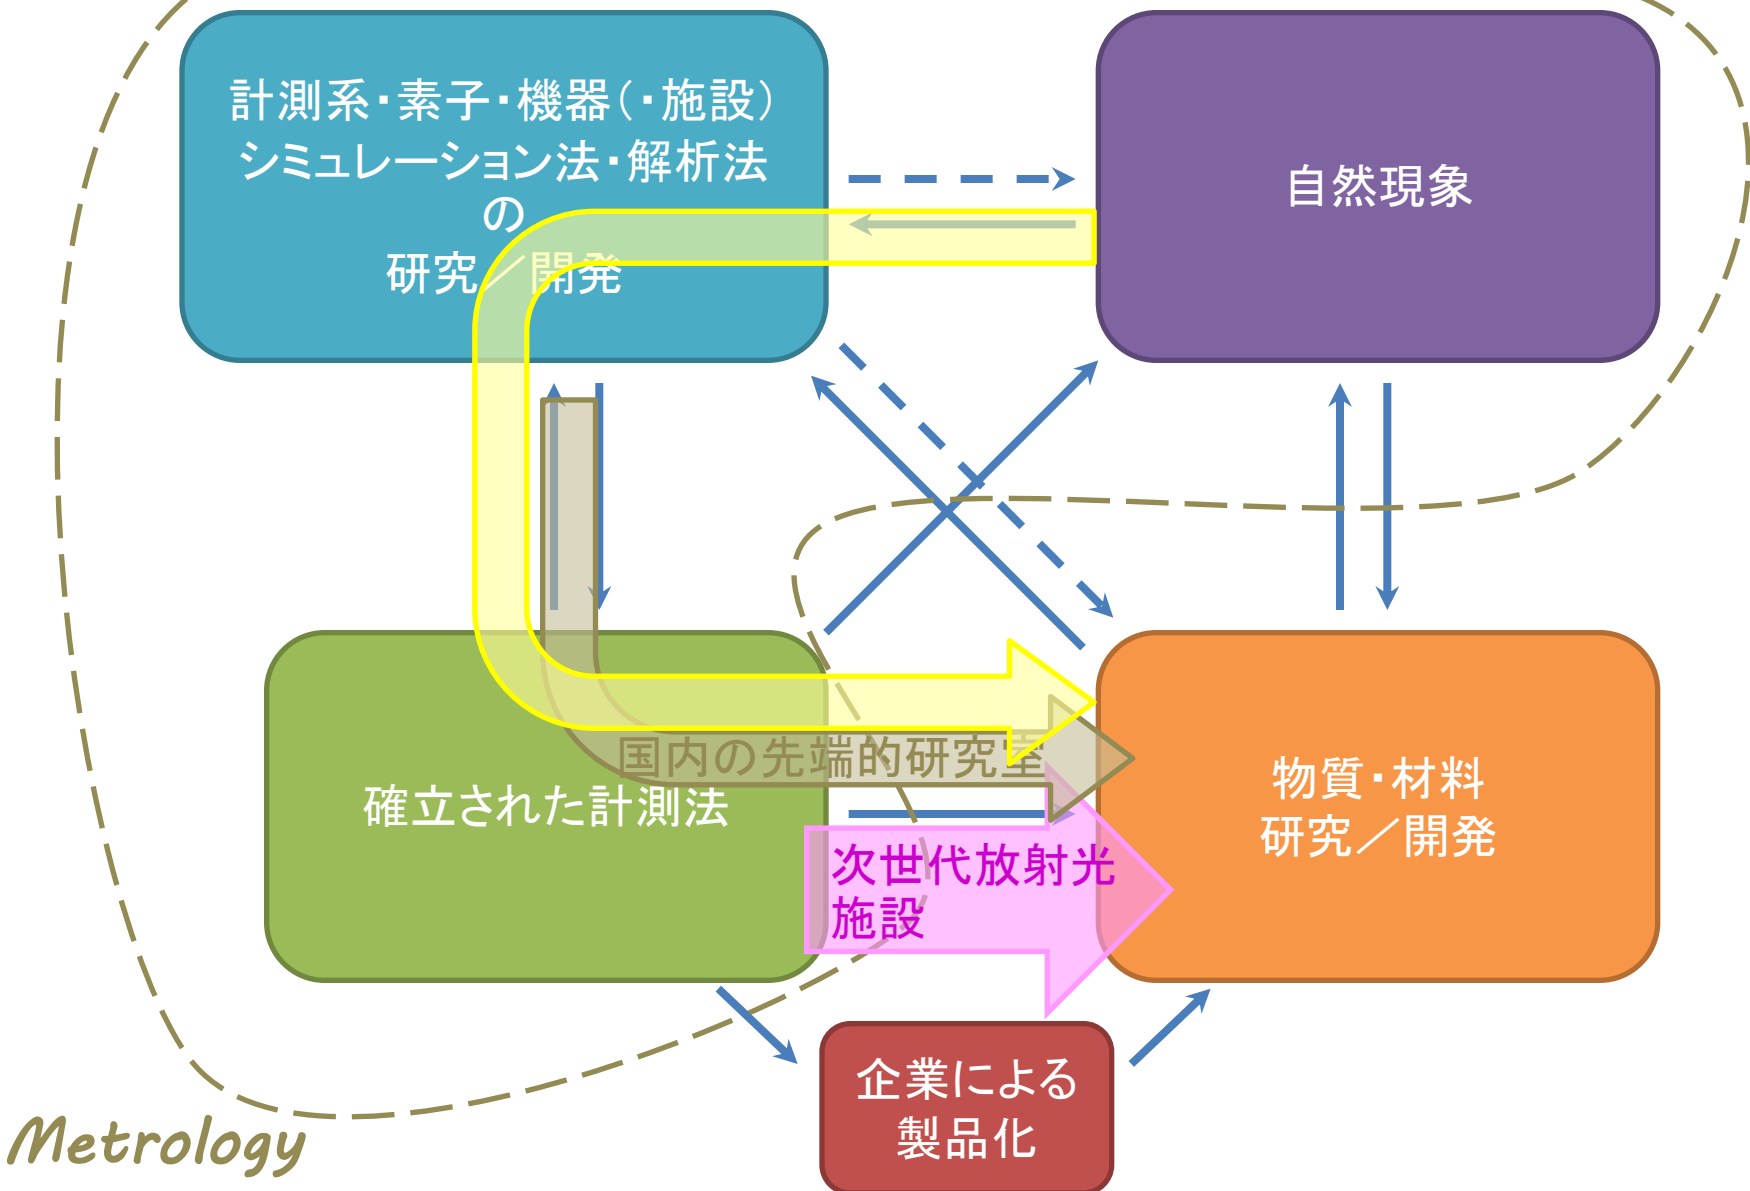 計測系・素子・機器(・施設)
シミュレーション法・解析法
の
研究／開発
自然現象
国内の先端的研究室
確立された計測法
物質・材料
研究／開発
次世代放射光
施設
企業による
製品化
Metrology